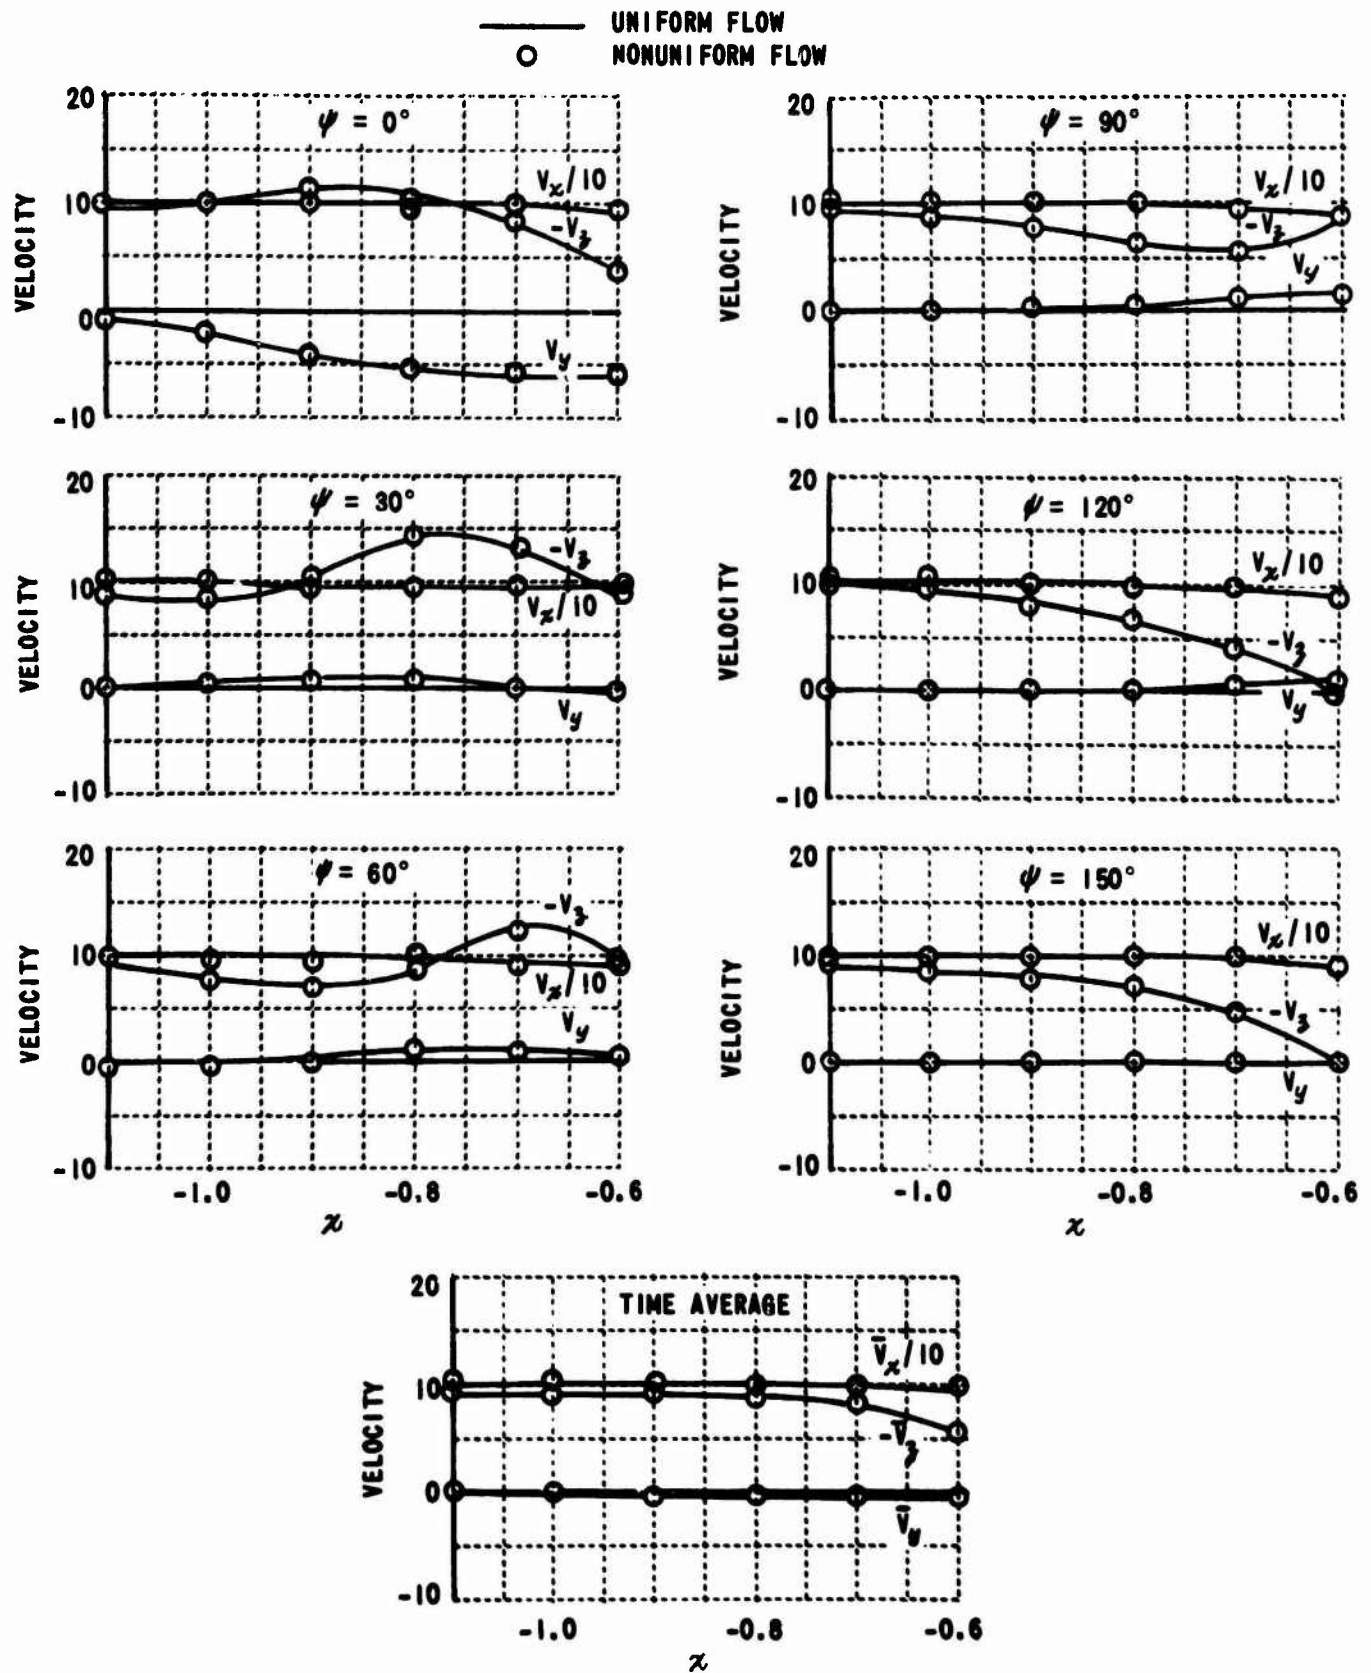 UNIFORM FLOW
NONUNIFORM FLOW
20
ψ = 0°
Vx/10
10
-Vz
VELOCITY
0
Vy
-10
20
ψ = 90°
Vx/10
10
-Vz
VELOCITY
Vy
0
-10
20
ψ = 30°
-Vz
10
Vx/10
VELOCITY
0
Vy
-10
20
ψ = 120°
Vx/10
10
-Vz
VELOCITY
0
Vy
-10
20
ψ = 60°
-Vz
10
Vx/10
VELOCITY
Vy
0
-10
-1.0 -0.8 -0.6
x
20
ψ = 150°
Vx/10
10
-Vz
VELOCITY
0
Vy
-10
-1.0 -0.8 -0.6
x
20
TIME AVERAGE
V̄x/10
10
-V̄z
VELOCITY
0
V̄y
-10
-1.0 -0.8 -0.6
x